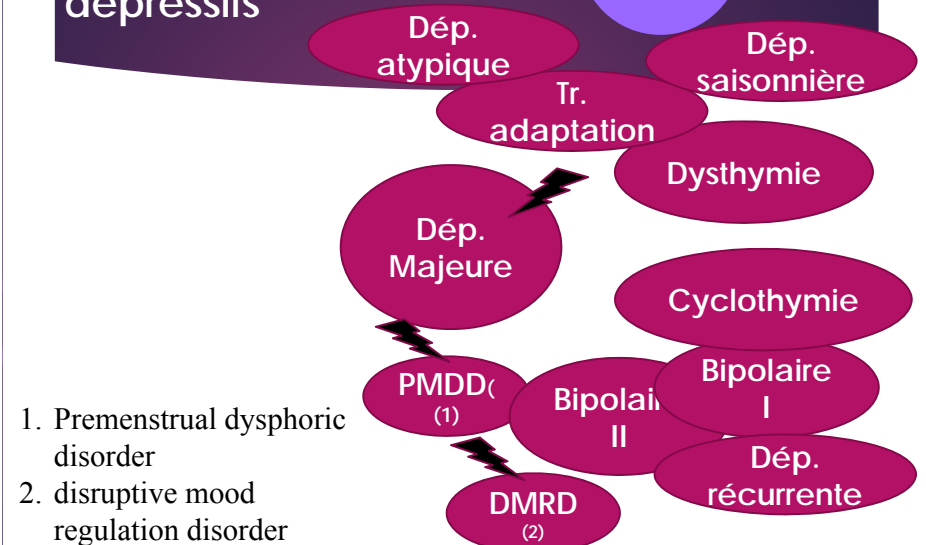 dépressifs
Dép.
atypique
Dép.
saisonnière
Tr.
adaptation
Dysthymie
Dép.
Majeure
Cyclothymie
PMDD(
(1)
Bipolai
II
Bipolaire
I
Dép.
récurrente
DMRD
(2)
1. Premenstrual dysphoric
disorder
2. disruptive mood
regulation disorder